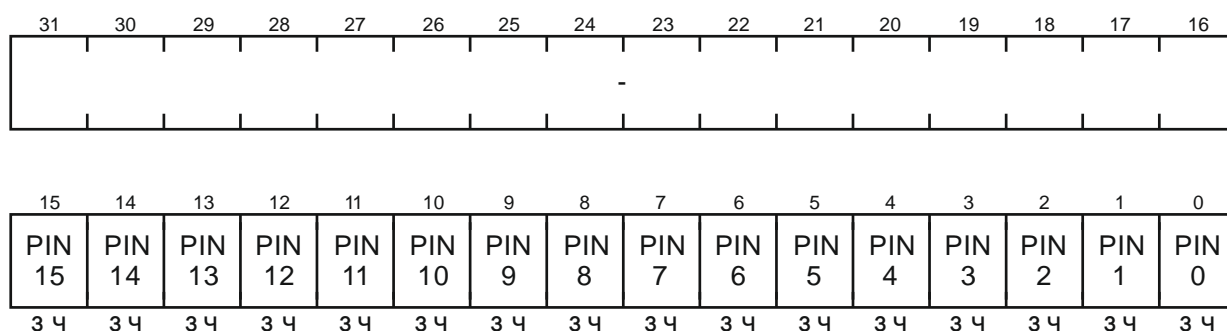 31 30 29 28 27 26 25 24 23 22 21 20 19 18 17 16
-
15 14 13 12 11 10 9 8 7 6 5 4 3 2 1 0
PIN PIN PIN PIN PIN PIN PIN PIN PIN PIN PIN PIN PIN PIN PIN PIN
15 14 13 12 11 10 9 8 7 6 5 4 3 2 1 0
З Ч З Ч З Ч З Ч З Ч З Ч З Ч З Ч З Ч З Ч З Ч З Ч З Ч З Ч З Ч З Ч